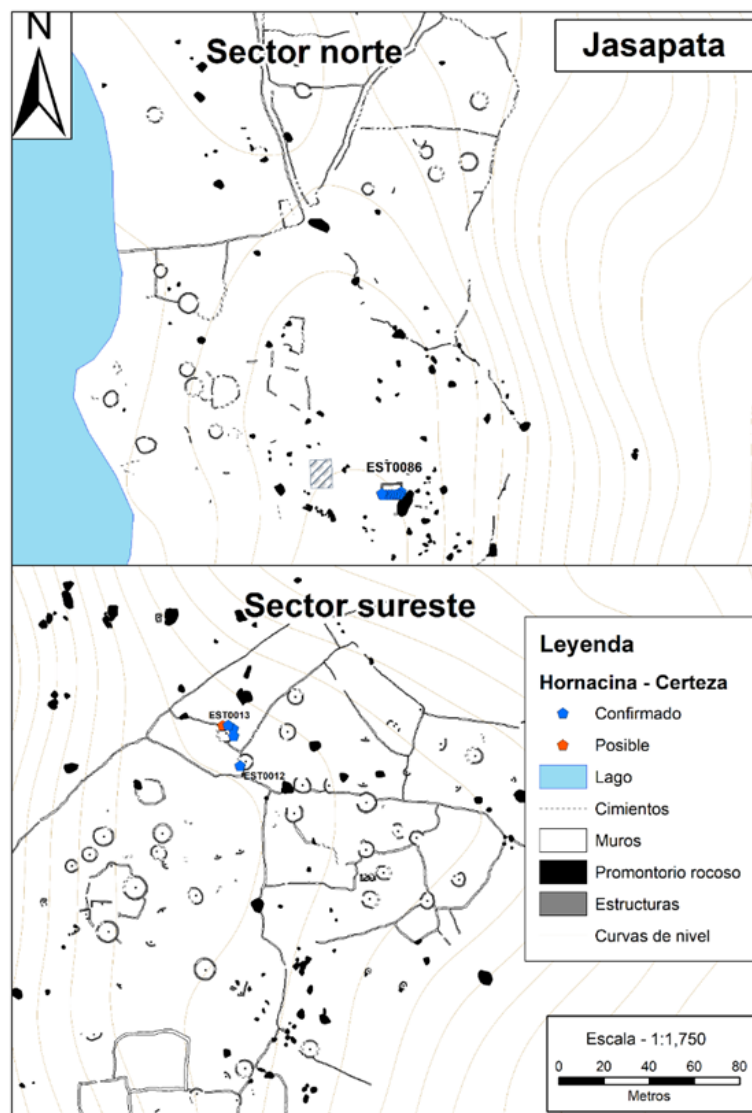 N
Sector norte
Jasapata
EST0086
Sector sureste
EST0013
EST0012
Leyenda
Hornacina - Certeza
Confirmado
Posible
Lago
Cimientos
Muros
Promontorio rocoso
Estructuras
Curvas de nivel
Escala - 1:1,750
0 20 40 60 80
Metros